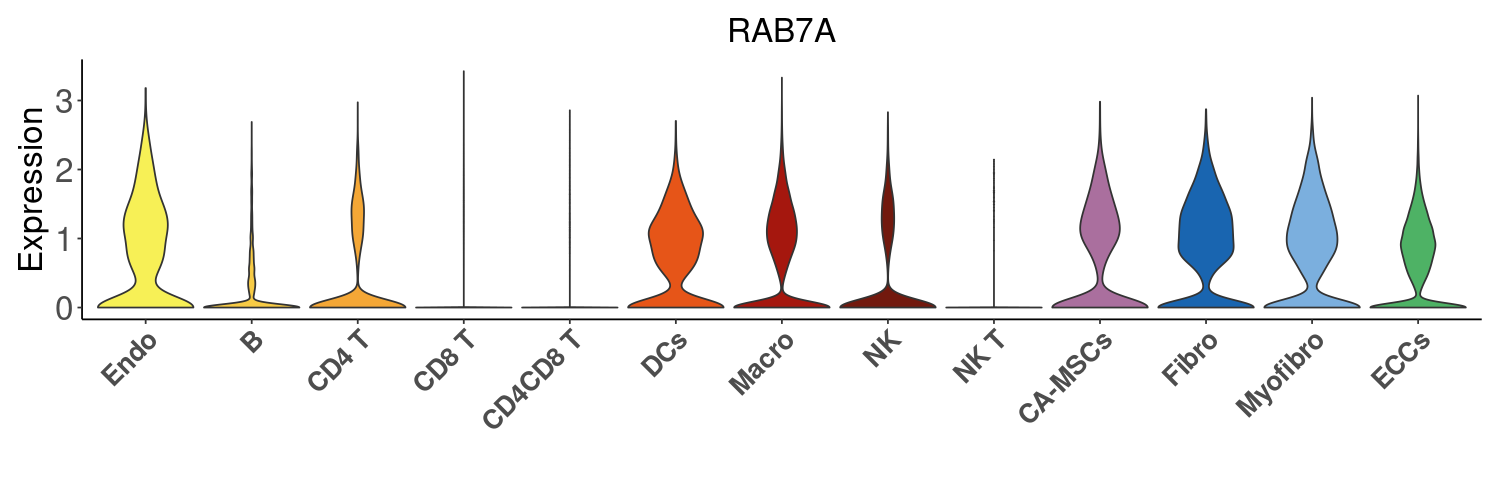 RAB7A
Expression
3
2
1
0
Endo
B
CD4 T
CD8 T
CD4CD8 T
DCs
Macro
NK
NK T
CA-MSCs
Fibro
Myofibro
ECCs